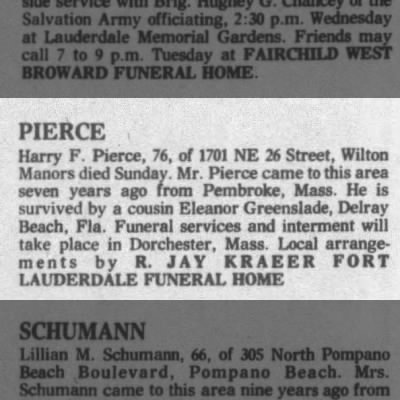 side service with Brig. Hughey G. Chancey of the
Salvation Army officiating, 2:30 p.m. Wednesday
at Lauderdale Memorial Gardens. Friends may
call 7 to 9 p.m. Tuesday at FAIRCHILD WEST
BROWARD FUNERAL HOME.
PIERCE
Harry F. Pierce, 76, of 1701 NE 26 Street, Wilton
Manors died Sunday. Mr. Pierce came to this area
seven years ago from Pembroke, Mass. He is
survived by a cousin Eleanor Greenslade, Delray
Beach, Fla. Funeral services and interment will
take place in Dorchester, Mass. Local arrange-
ments by R. JAY KRAEER FORT
LAUDERDALE FUNERAL HOME
SCHUMANN
Lillian M. Schumann, 66, of 305 North Pompano
Beach Boulevard, Pompano Beach. Mrs.
Schumann came to this area nine years ago from